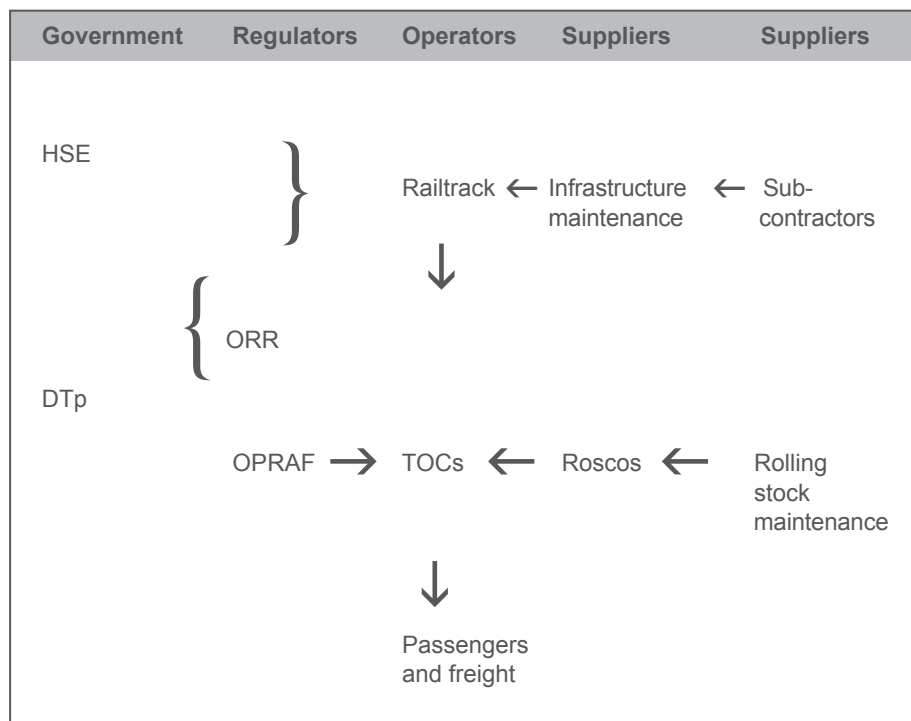 Government Regulators Operators Suppliers Suppliers
HSE
Railtrack ← Infrastructure ← Sub-
maintenance contractors
↓
ORR
DTp
OPRAF → TOCs ← Roscos ← Rolling
stock
maintenance
↓
Passengers
and freight